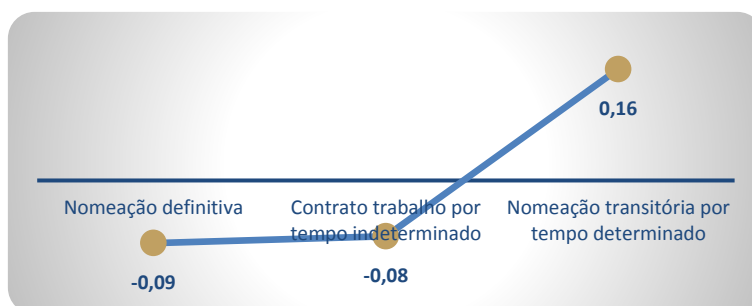 0,16
Nomeação definitiva
Contrato trabalho por
tempo indeterminado
Nomeação transitória por
tempo determinado
-0,09
-0,08